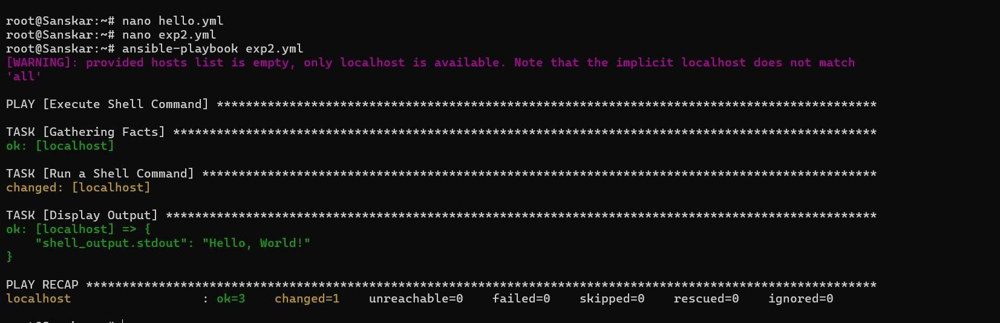 root@Sanskar:~# nano hello.yml
root@Sanskar:~# nano exp2.yml
root@Sanskar:~# ansible-playbook exp2.yml
[WARNING]: provided hosts list is empty, only localhost is available. Note that the implicit localhost does not match
'all'
PLAY [Execute Shell Command] *******************************************************************************************
TASK [Gathering Facts] *************************************************************************************************
ok: [localhost]
TASK [Run a Shell Command] *********************************************************************************************
changed: [localhost]
TASK [Display Output] **************************************************************************************************
ok: [localhost] => {
    "shell_output.stdout": "Hello, World!"
}
PLAY RECAP *************************************************************************************************************
localhost                  : ok=3    changed=1    unreachable=0    failed=0    skipped=0    rescued=0    ignored=0
root@Sanskar:~#